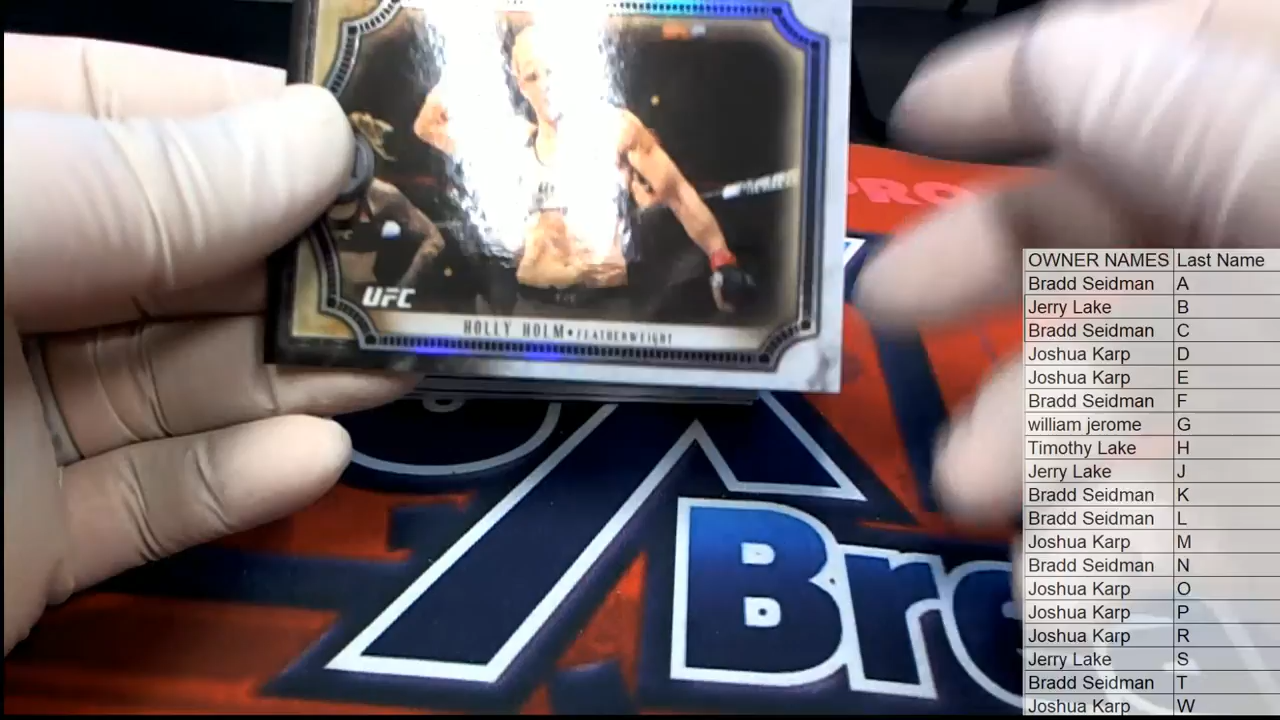 UFC
HOLLY HOLM • FEATHERWEIGHT
PRO
Bre
OWNER NAMES Last Name
Bradd Seidman A
Jerry Lake B
Bradd Seidman C
Joshua Karp D
Joshua Karp E
Bradd Seidman F
william jerome G
Timothy Lake H
Jerry Lake J
Bradd Seidman K
Bradd Seidman L
Joshua Karp M
Bradd Seidman N
Joshua Karp O
Joshua Karp P
Joshua Karp R
Jerry Lake S
Bradd Seidman T
Joshua Karp W